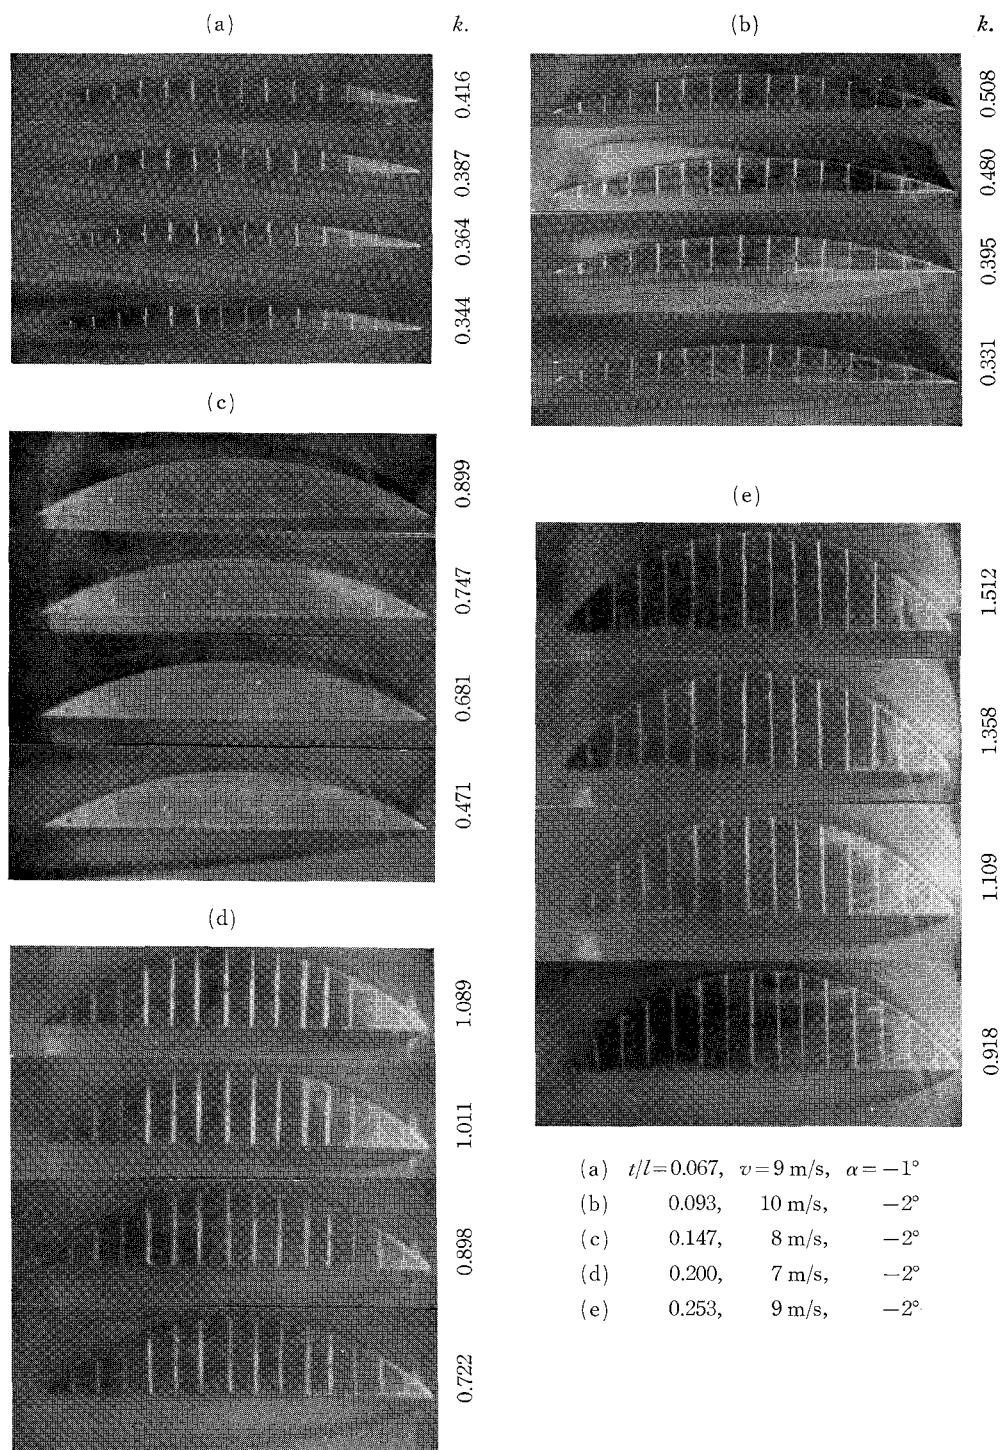 (a) k.
0.416
0.387
0.364
0.344
(b) k.
0.508
0.480
0.395
0.331
(c)
0.899
0.747
0.681
0.471
(d)
1.089
1.011
0.898
0.722
(e)
1.512
1.358
1.109
0.918
(a) t/l=0.067, v=9 m/s, α=−1°
(b) 0.093, 10 m/s, −2°
(c) 0.147, 8 m/s, −2°
(d) 0.200, 7 m/s, −2°
(e) 0.253, 9 m/s, −2°